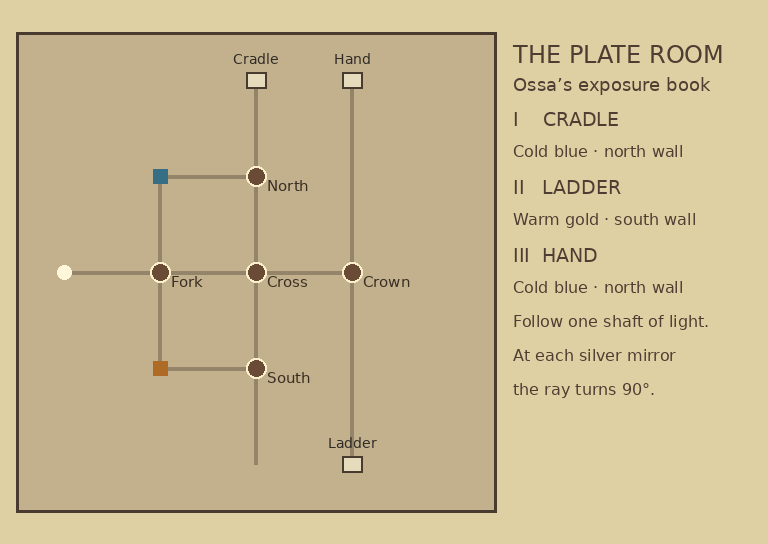 Cradle
Hand
North
Fork
Cross
Crown
South
Ladder
THE PLATE ROOM
Ossa’s exposure book
I CRADLE
Cold blue · north wall
II LADDER
Warm gold · south wall
III HAND
Cold blue · north wall
Follow one shaft of light.
At each silver mirror
the ray turns 90°.